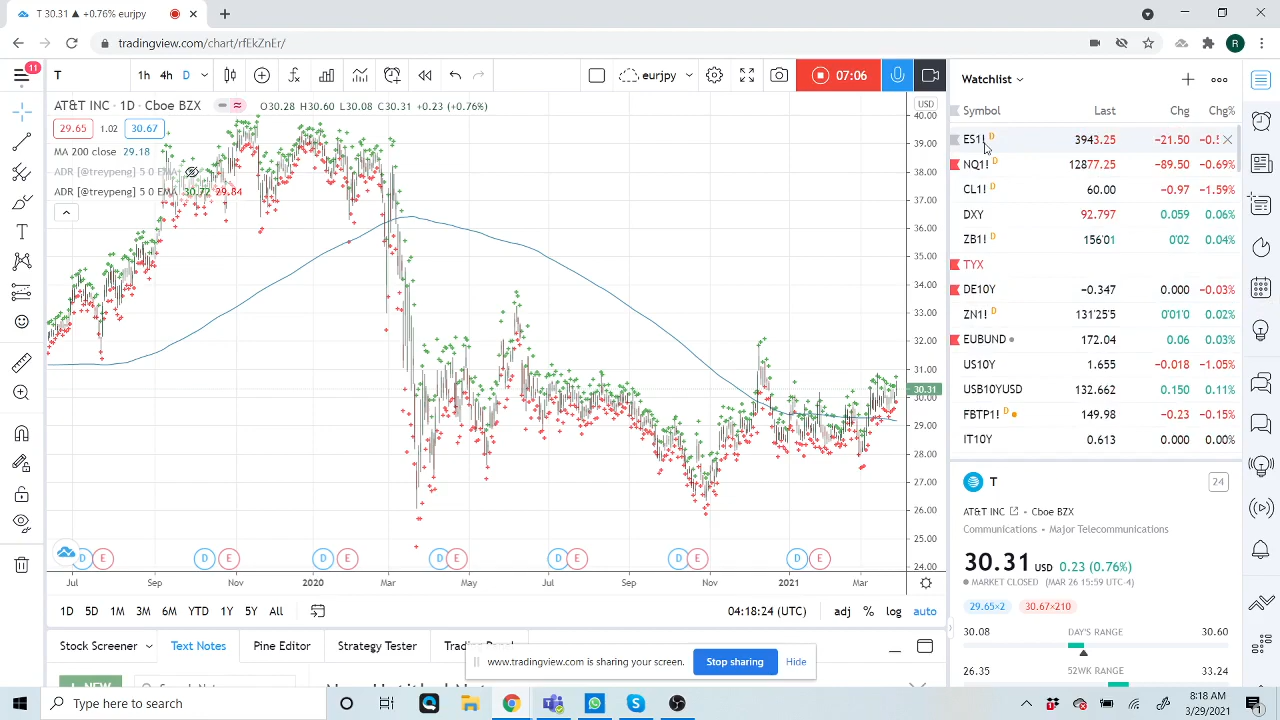 T 30.31 ▲ +0.76% eurjpy
tradingview.com/chart/rfEkZnEr/
R
11
T
1h 4h D
eurjpy
07:06
AT&T INC · 1D · Cboe BZX
O30.28 H30.60 L30.08 C30.31 +0.23 (+0.76%)
29.65 1.02 30.67
MA 200 close 29.18
ADR [@treypeng] 5 0 EMA
ADR [@treypeng] 5 0 EMA 30.72 29.84
USD
40.00
39.00
38.00
37.00
36.00
35.00
34.00
33.00
32.00
31.00
30.31
30.00
29.00
28.00
27.00
26.00
25.00
24.00
D E D E D E D E D E D E D E
Jul Sep Nov 2020 Mar May Jul Sep Nov 2021 Mar
1D 5D 1M 3M 6M YTD 1Y 5Y All
04:18:24 (UTC) adj % log auto
Stock Screener Text Notes Pine Editor Strategy Tester
www.tradingview.com is sharing your screen. Stop sharing Hide
Watchlist
Symbol Last Chg Chg%
ES1! D 3943.25 −21.50
NQ1! D 12877.25 −89.50 −0.69%
CL1! D 60.00 −0.97 −1.59%
DXY 92.797 0.059 0.06%
ZB1! D 156'01 0'02 0.04%
TYX
DE10Y −0.347 0.000 −0.03%
ZN1! D 131'25'5 0'01'0 0.02%
EUBUND 172.04 0.06 0.03%
US10Y 1.655 −0.018 −1.05%
USB10YUSD 132.662 0.150 0.11%
FBTP1! D 149.98 −0.23 −0.15%
IT10Y 0.613 0.000 0.00%
T 24
AT&T INC • Cboe BZX
Communications • Major Telecommunications
30.31 USD 0.23 (0.76%)
MARKET CLOSED (MAR 26 15:59 UTC-4)
29.65×2 30.67×210
30.08 DAY'S RANGE 30.60
26.35 52WK RANGE 33.24
Type here to search
8:18 AM
3/29/2021
1